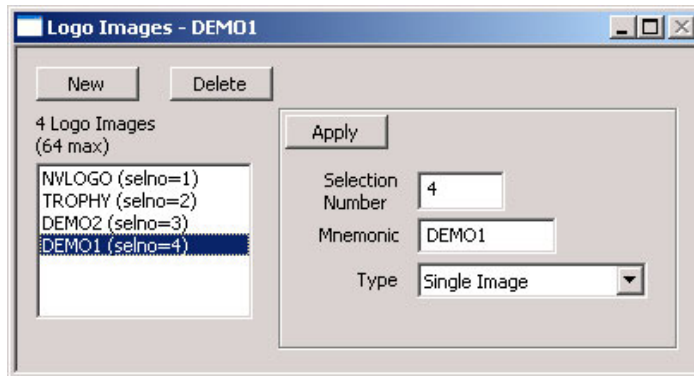 Logo Images - DEMO1
New
Delete
4 Logo Images
(64 max)
NVLOGO (selno=1)
TROPHY (selno=2)
DEMO2 (selno=3)
DEMO1 (selno=4)
Apply
Selection
Number
4
Mnemonic
DEMO1
Type
Single Image